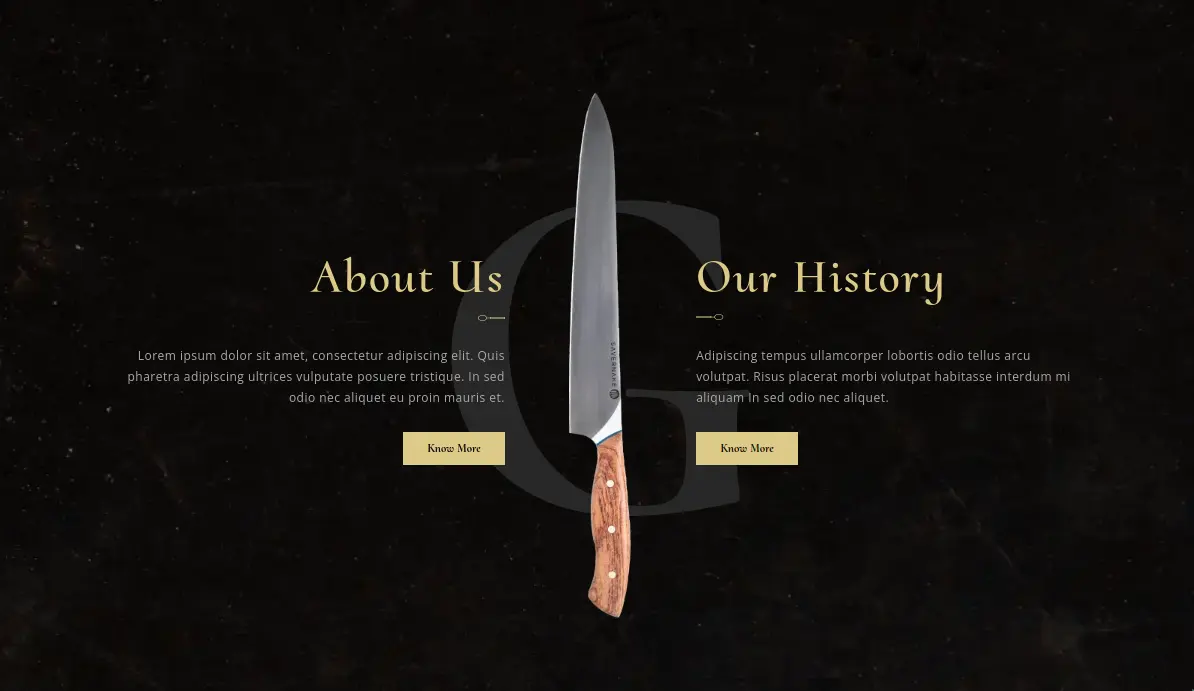 G
About Us
Lorem ipsum dolor sit amet, consectetur adipiscing elit. Quis
pharetra adipiscing ultrices vulputate posuere tristique. In sed
odio nec aliquet eu proin mauris et.
Know More
SAVERNAKE
Our History
Adipiscing tempus ullamcorper lobortis odio tellus arcu
volutpat. Risus placerat morbi volutpat habitasse interdum mi
aliquam In sed odio nec aliquet.
Know More